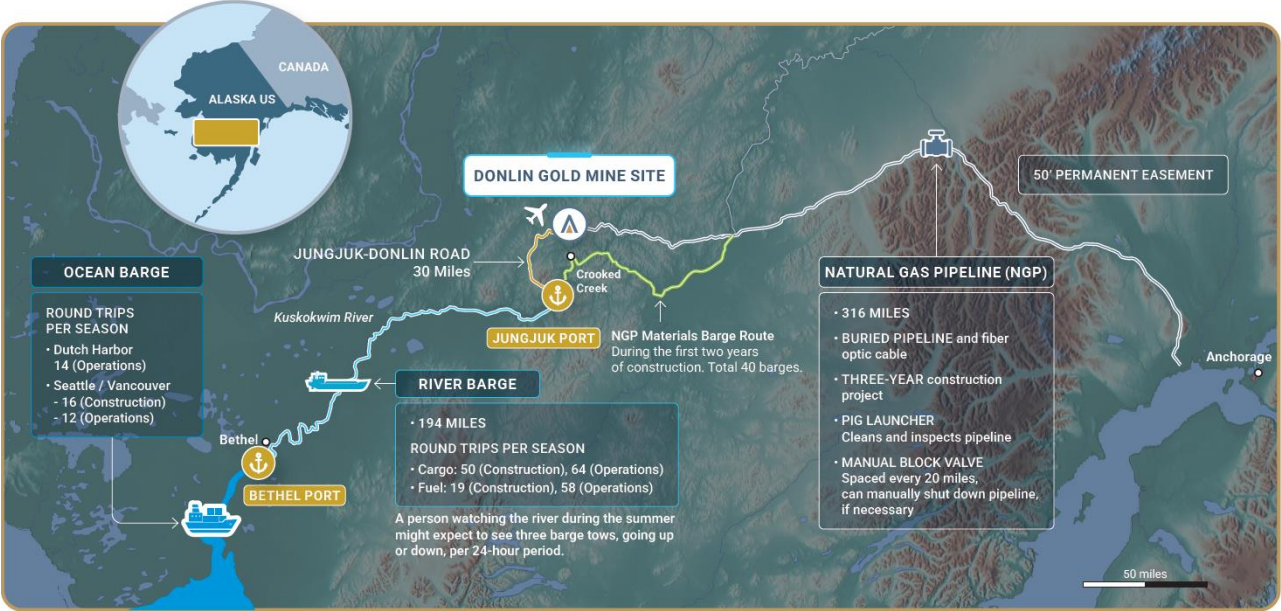 CANADA
ALASKA US
DONLIN GOLD MINE SITE
50' PERMANENT EASEMENT
JUNGJUK-DONLIN ROAD
30 Miles
Crooked
Creek
OCEAN BARGE
ROUND TRIPS
PER SEASON
• Dutch Harbor
14 (Operations)
• Seattle / Vancouver
- 16 (Construction)
- 12 (Operations)
Kuskokwim River
JUNGJUK PORT
NGP Materials Barge Route
During the first two years
of construction. Total 40 barges.
NATURAL GAS PIPELINE (NGP)
• 316 MILES
• BURIED PIPELINE and fiber
optic cable
• THREE-YEAR construction
project
• PIG LAUNCHER
Cleans and inspects pipeline
• MANUAL BLOCK VALVE
Spaced every 20 miles,
can manually shut down pipeline,
if necessary
Anchorage
RIVER BARGE
• 194 MILES
ROUND TRIPS PER SEASON
• Cargo: 50 (Construction), 64 (Operations)
• Fuel: 19 (Construction), 58 (Operations)
A person watching the river during the summer
might expect to see three barge tows, going up
or down, per 24-hour period.
Bethel
BETHEL PORT
50 miles